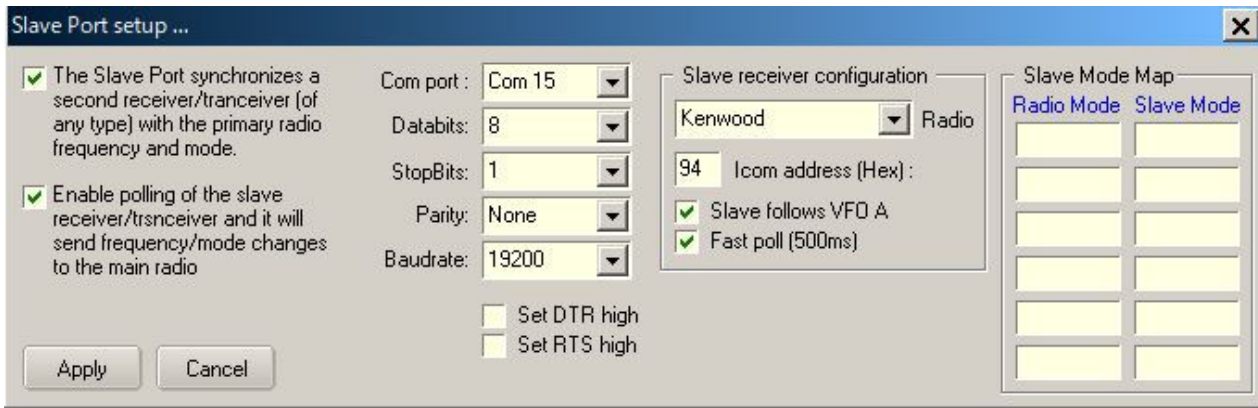 Slave Port setup ...
The Slave Port synchronizes a
second receiver/tranceiver (of
any type) with the primary radio
frequency and mode.
Enable polling of the slave
receiver/trsnceiver and it will
send frequency/mode changes
to the main radio
Apply
Cancel
Com port :
Com 15
Databits:
8
StopBits:
1
Parity:
None
Baudrate:
19200
Set DTR high
Set RTS high
Slave receiver configuration
Kenwood
Radio
94
Icom address (Hex) :
Slave follows VFO A
Fast poll (500ms)
Slave Mode Map
Radio Mode
Slave Mode